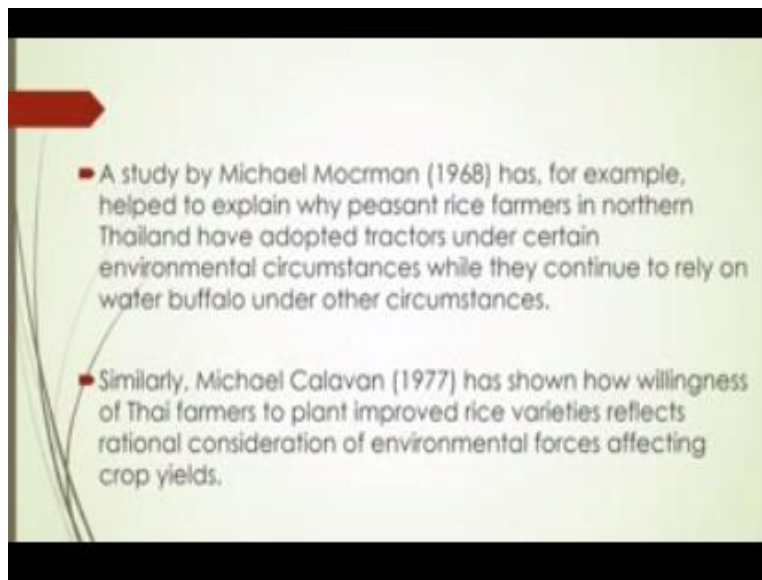 A study by Michael Mocrman (1968) has, for example,
helped to explain why peasant rice farmers in northern
Thailand have adopted tractors under certain
environmental circumstances while they continue to rely on
water buffalo under other circumstances.
Similarly, Michael Calavan (1977) has shown how willingness
of Thai farmers to plant improved rice varieties reflects
rational consideration of environmental forces affecting
crop yields.